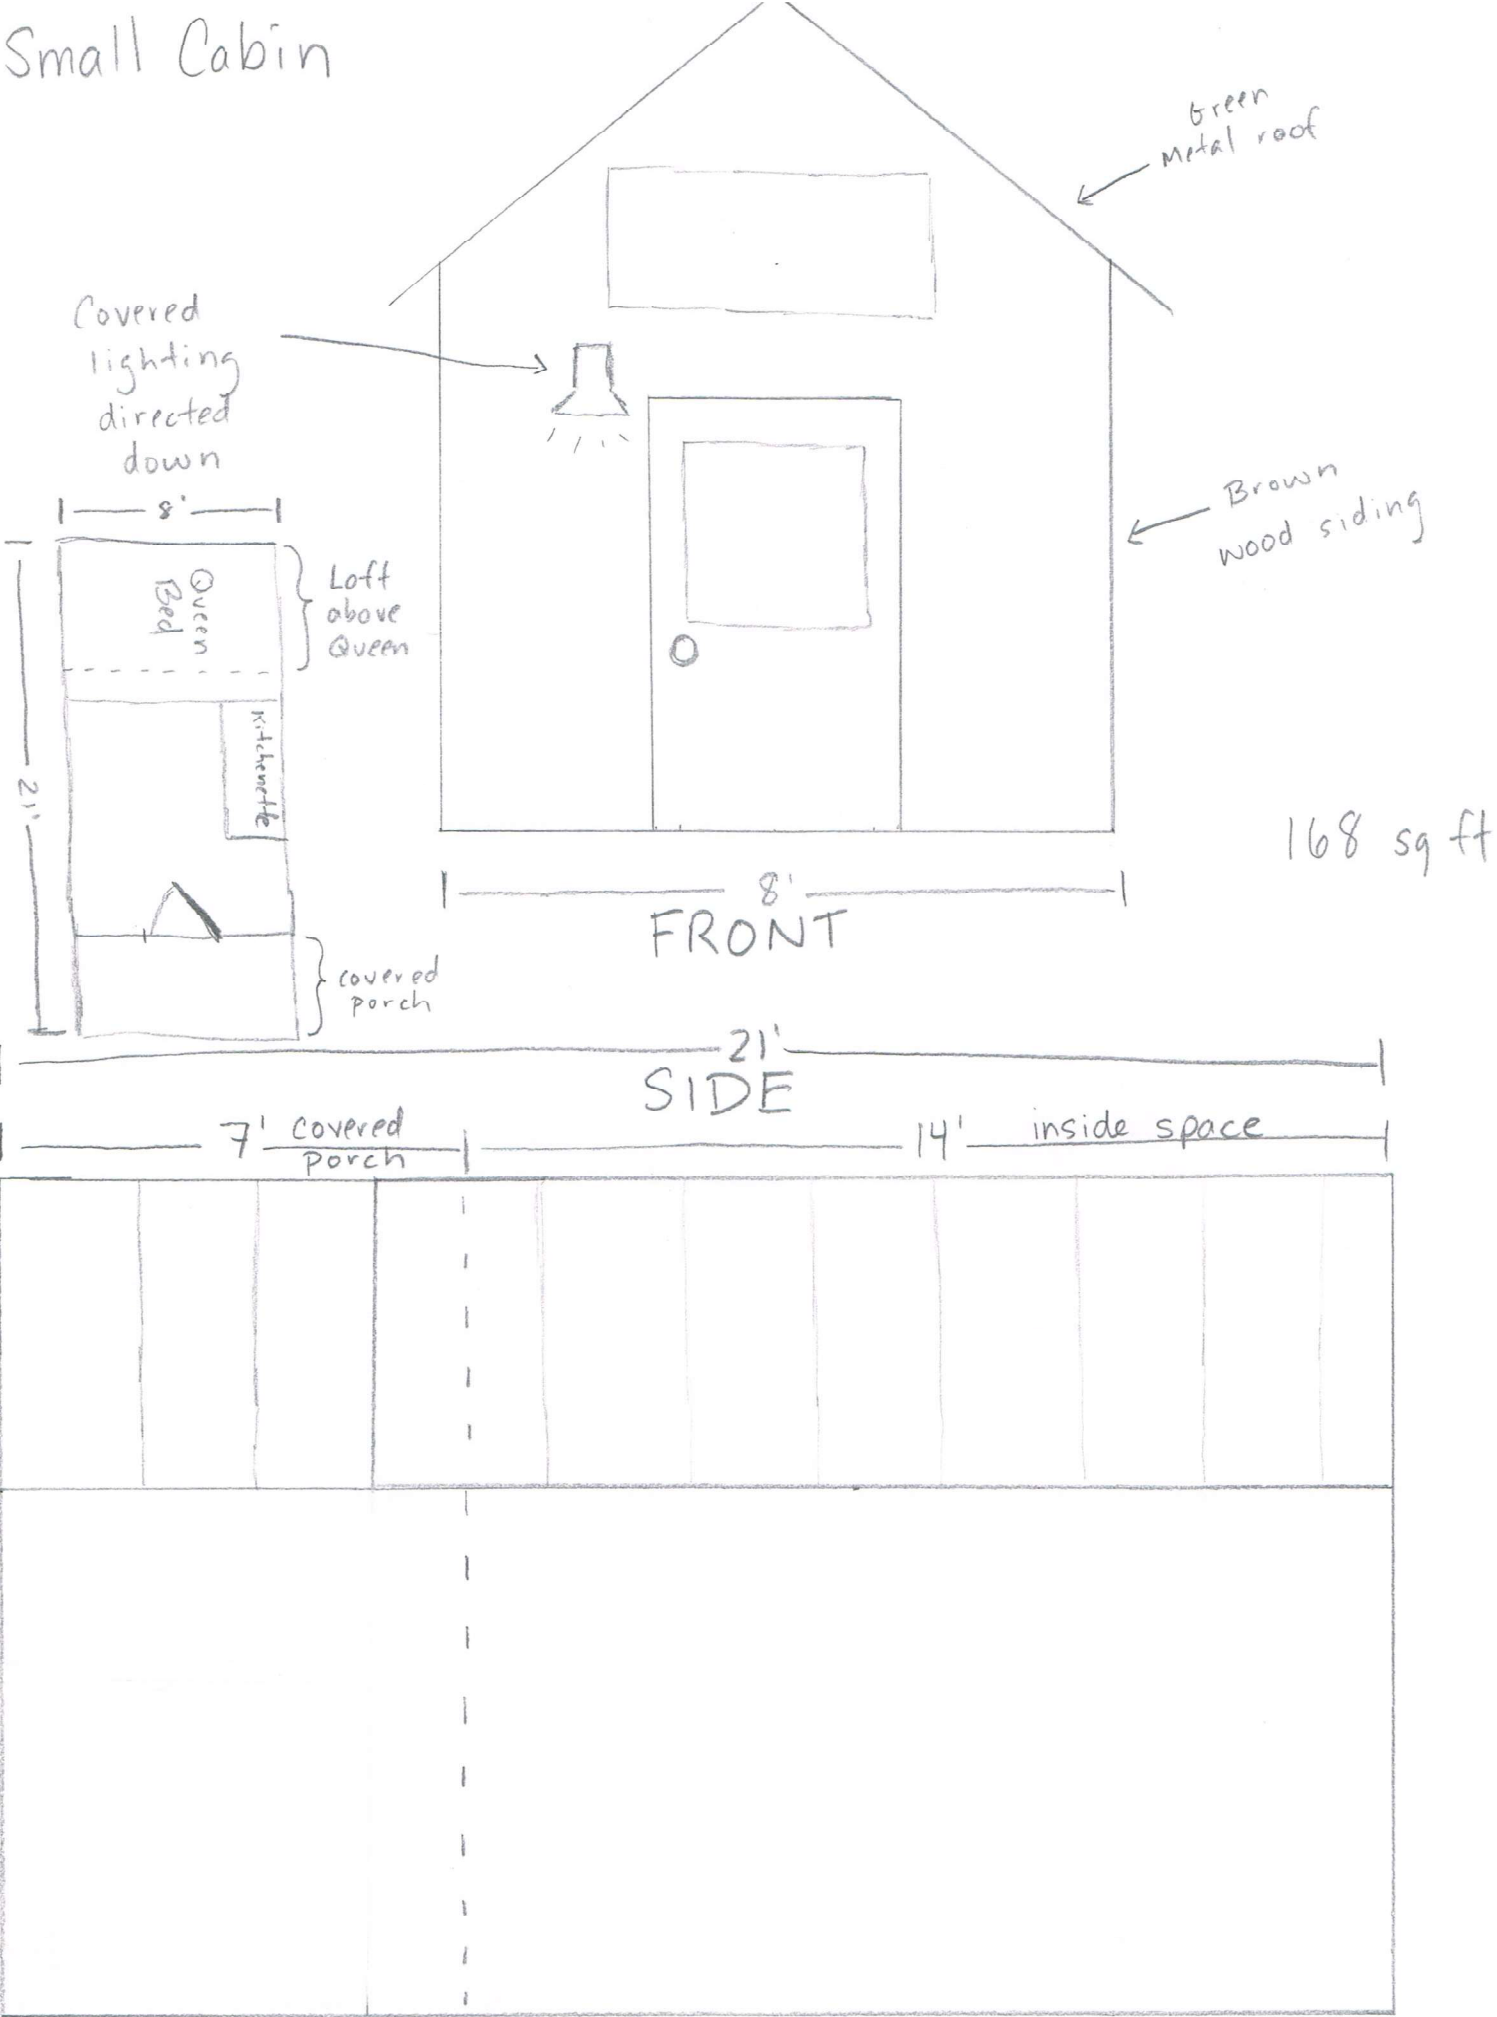 Small Cabin
Green
Metal roof
Covered
lighting
directed
down
8'
Queen
Bed
Loft
above
Queen
Kitchenette
21'
covered
porch
Brown
wood siding
168 sq ft
8'
FRONT
21'
SIDE
7' covered
porch
14' inside space